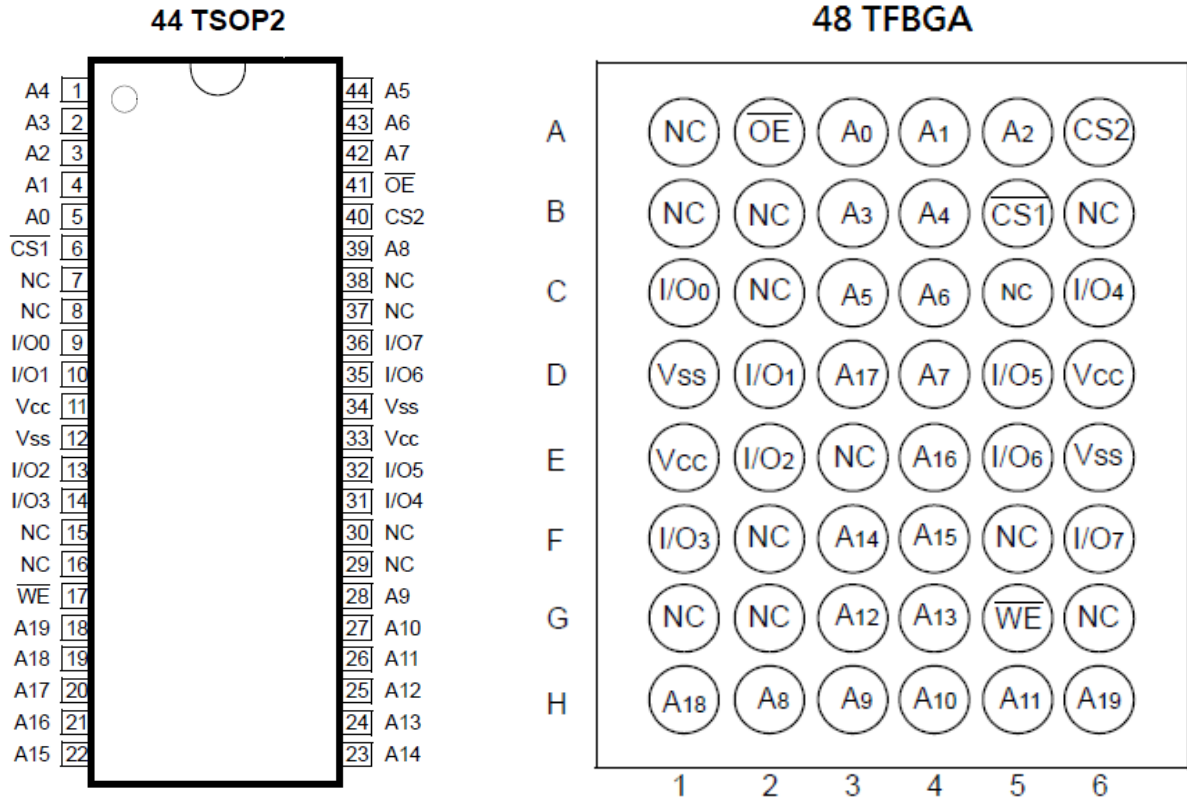 44 TSOP2
A4 1 44 A5
A3 2 43 A6
A2 3 42 A7
A1 4 41 O̅E̅
A0 5 40 CS2
C̅S̅1̅ 6 39 A8
NC 7 38 NC
NC 8 37 NC
I/O0 9 36 I/O7
I/O1 10 35 I/O6
Vcc 11 34 Vss
Vss 12 33 Vcc
I/O2 13 32 I/O5
I/O3 14 31 I/O4
NC 15 30 NC
NC 16 29 NC
W̅E̅ 17 28 A9
A19 18 27 A10
A18 19 26 A11
A17 20 25 A12
A16 21 24 A13
A15 22 23 A14
48 TFBGA
A NC O̅E̅ A0 A1 A2 CS2
B NC NC A3 A4 C̅S̅1̅ NC
C I/O0 NC A5 A6 NC I/O4
D Vss I/O1 A17 A7 I/O5 Vcc
E Vcc I/O2 NC A16 I/O6 Vss
F I/O3 NC A14 A15 NC I/O7
G NC NC A12 A13 W̅E̅ NC
H A18 A8 A9 A10 A11 A19
1 2 3 4 5 6